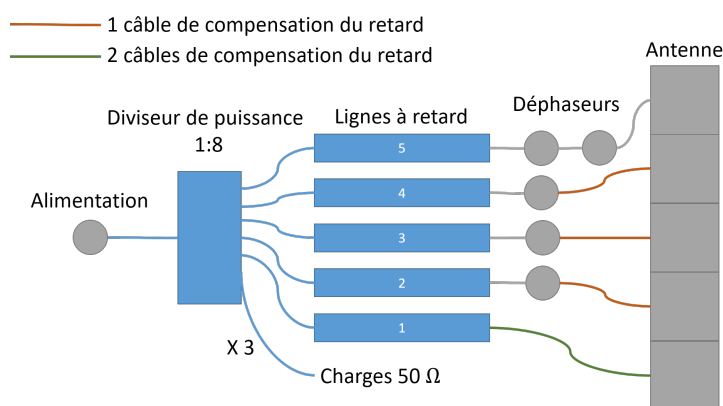 1 câble de compensation du retard
2 câbles de compensation du retard
Antenne
Déphaseurs
Diviseur de puissance
1:8
Lignes à retard
Alimentation
5
4
3
2
1
X 3
Charges 50 Ω